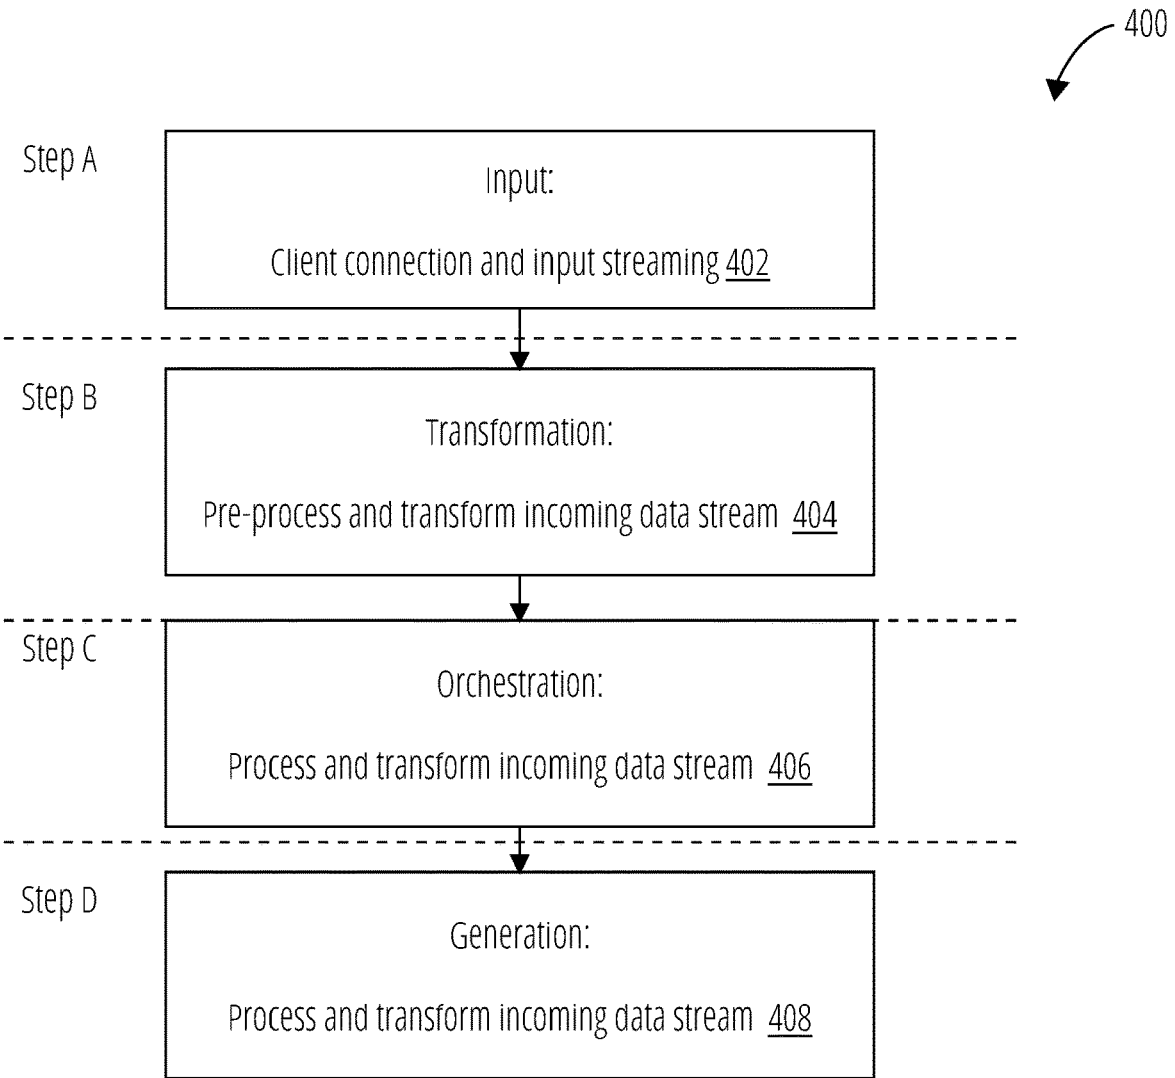 400
Step A
Input:
Client connection and input streaming 402
Step B
Transformation:
Pre-process and transform incoming data stream 404
Step C
Orchestration:
Process and transform incoming data stream 406
Step D
Generation:
Process and transform incoming data stream 408